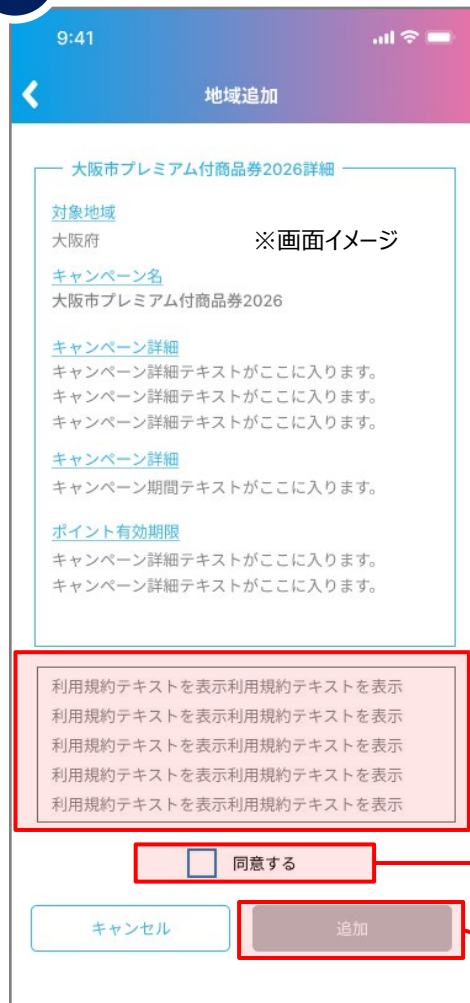 9:41
地域追加
大阪市プレミアム付商品券2026詳細
対象地域
大阪府
※画面イメージ
キャンペーン名
大阪市プレミアム付商品券2026
キャンペーン詳細
キャンペーン詳細テキストがここに入ります。
キャンペーン詳細テキストがここに入ります。
キャンペーン詳細テキストがここに入ります。
キャンペーン詳細
キャンペーン期間テキストがここに入ります。
ポイント有効期限
キャンペーン詳細テキストがここに入ります。
キャンペーン詳細テキストがここに入ります。
利用規約テキストを表示利用規約テキストを表示
利用規約テキストを表示利用規約テキストを表示
利用規約テキストを表示利用規約テキストを表示
利用規約テキストを表示利用規約テキストを表示
利用規約テキストを表示利用規約テキストを表示
同意する
キャンセル
追加